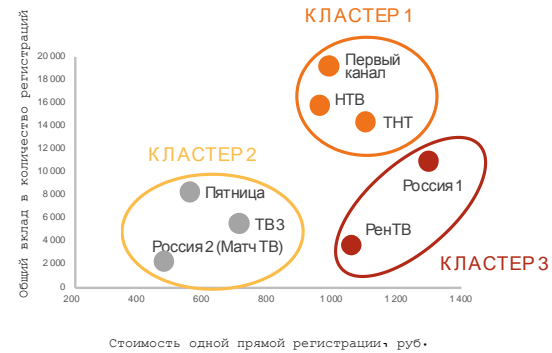 КЛАСТЕР 1
Общий вклад в количество регистраций
20 000
18 000
16 000
14 000
12 000
10 000
8 000
6 000
4 000
2 000
0
Первый
канал
НТВ
ТНТ
КЛАСТЕР 2
Пятница
ТВ3
Россия 2 (Матч ТВ)
Россия 1
РенТВ
КЛАСТЕР 3
200
400
600
800
1 000
1 200
1 400
Стоимость одной прямой регистрации, руб.